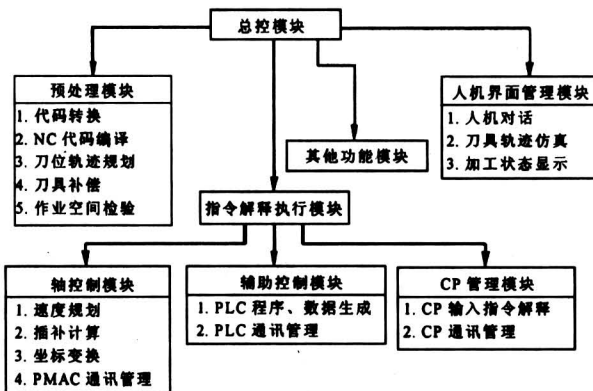 总控模块
预处理模块
1. 代码转换
2. NC 代码编译
3. 刀位轨迹规划
4. 刀具补偿
5. 作业空间检验
人机界面管理模块
1. 人机对话
2. 刀具轨迹仿真
3. 加工状态显示
其他功能模块
指令解释执行模块
轴控制模块
1. 速度规划
2. 插补计算
3. 坐标变换
4. PMAC 通讯管理
辅助控制模块
1. PLC 程序、数据生成
2. PLC 通讯管理
CP 管理模块
1. CP 输入指令解释
2. CP 通讯管理